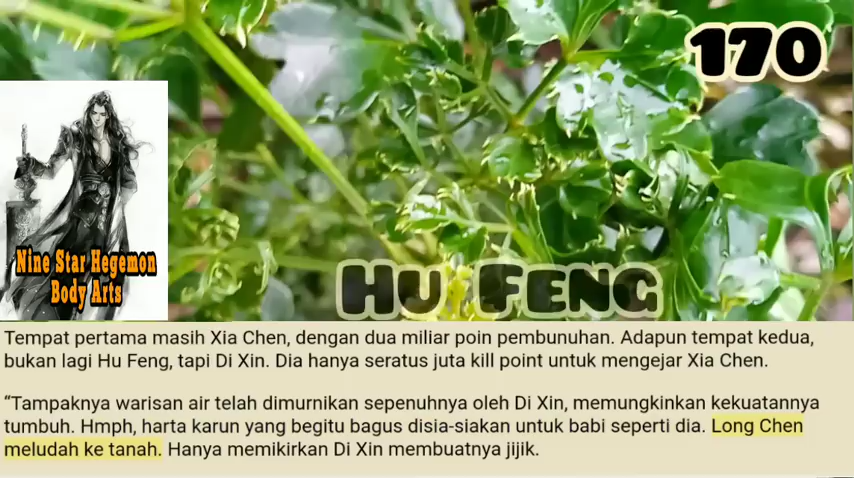 170
Nine Star Hegemon
Body Arts
Hu Feng
Tempat pertama masih Xia Chen, dengan dua miliar poin pembunuhan. Adapun tempat kedua,
bukan lagi Hu Feng, tapi Di Xin. Dia hanya seratus juta kill point untuk mengejar Xia Chen.
“Tampaknya warisan air telah dimurnikan sepenuhnya oleh Di Xin, memungkinkan kekuatannya
tumbuh. Hmph, harta karun yang begitu bagus disia-siakan untuk babi seperti dia. Long Chen
meludah ke tanah. Hanya memikirkan Di Xin membuatnya jijik.